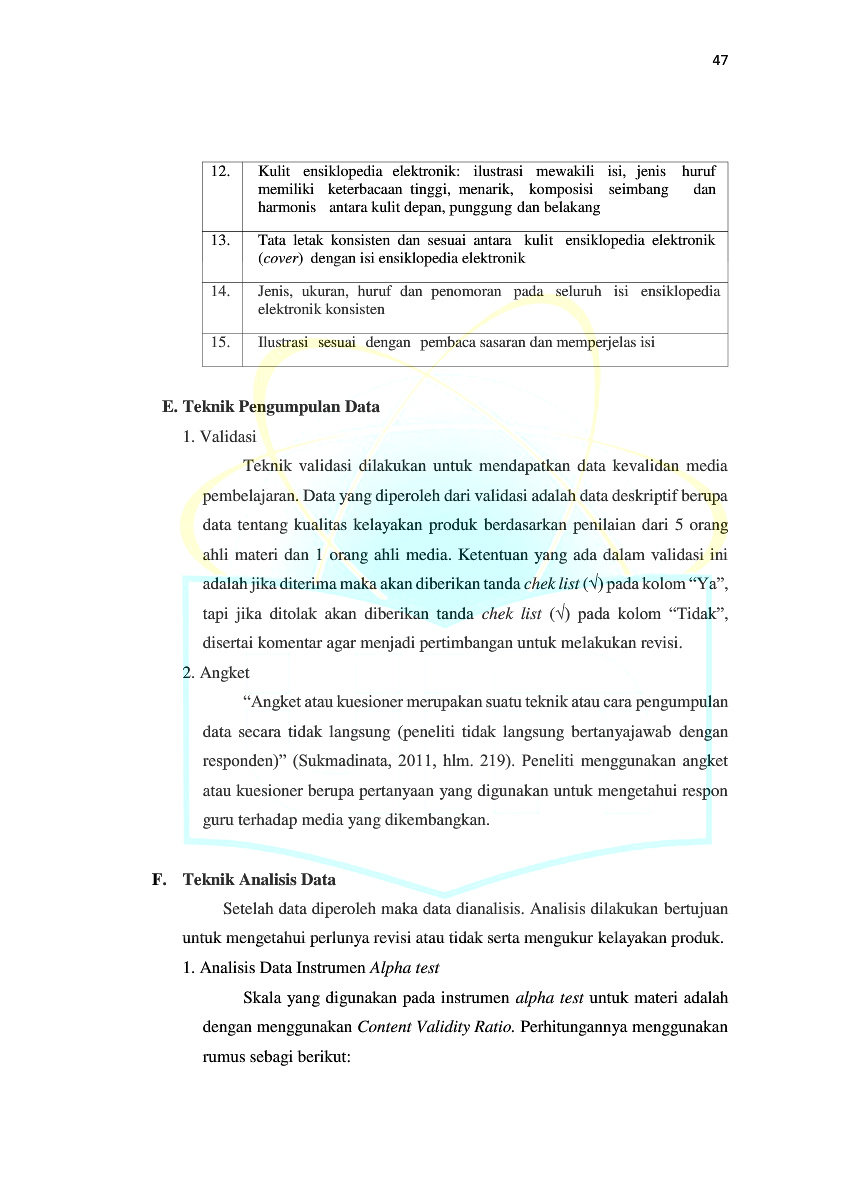 47
12. Kulit ensiklopedia elektronik: ilustrasi mewakili isi, jenis huruf
memiliki keterbacaan tinggi, menarik, komposisi seimbang dan
harmonis antara kulit depan, punggung dan belakang
13. Tata letak konsisten dan sesuai antara kulit ensiklopedia elektronik
(cover) dengan isi ensiklopedia elektronik
14. Jenis, ukuran, huruf dan penomoran pada seluruh isi ensiklopedia
elektronik konsisten
15. Ilustrasi sesuai dengan pembaca sasaran dan memperjelas isi
E. Teknik Pengumpulan Data
1. Validasi
Teknik validasi dilakukan untuk mendapatkan data kevalidan media
pembelajaran. Data yang diperoleh dari validasi adalah data deskriptif berupa
data tentang kualitas kelayakan produk berdasarkan penilaian dari 5 orang
ahli materi dan 1 orang ahli media. Ketentuan yang ada dalam validasi ini
adalah jika diterima maka akan diberikan tanda chek list (√) pada kolom “Ya”,
tapi jika ditolak akan diberikan tanda chek list (√) pada kolom “Tidak”,
disertai komentar agar menjadi pertimbangan untuk melakukan revisi.
2. Angket
“Angket atau kuesioner merupakan suatu teknik atau cara pengumpulan
data secara tidak langsung (peneliti tidak langsung bertanyajawab dengan
responden)” (Sukmadinata, 2011, hlm. 219). Peneliti menggunakan angket
atau kuesioner berupa pertanyaan yang digunakan untuk mengetahui respon
guru terhadap media yang dikembangkan.
F. Teknik Analisis Data
Setelah data diperoleh maka data dianalisis. Analisis dilakukan bertujuan
untuk mengetahui perlunya revisi atau tidak serta mengukur kelayakan produk.
1. Analisis Data Instrumen Alpha test
Skala yang digunakan pada instrumen alpha test untuk materi adalah
dengan menggunakan Content Validity Ratio. Perhitungannya menggunakan
rumus sebagi berikut: